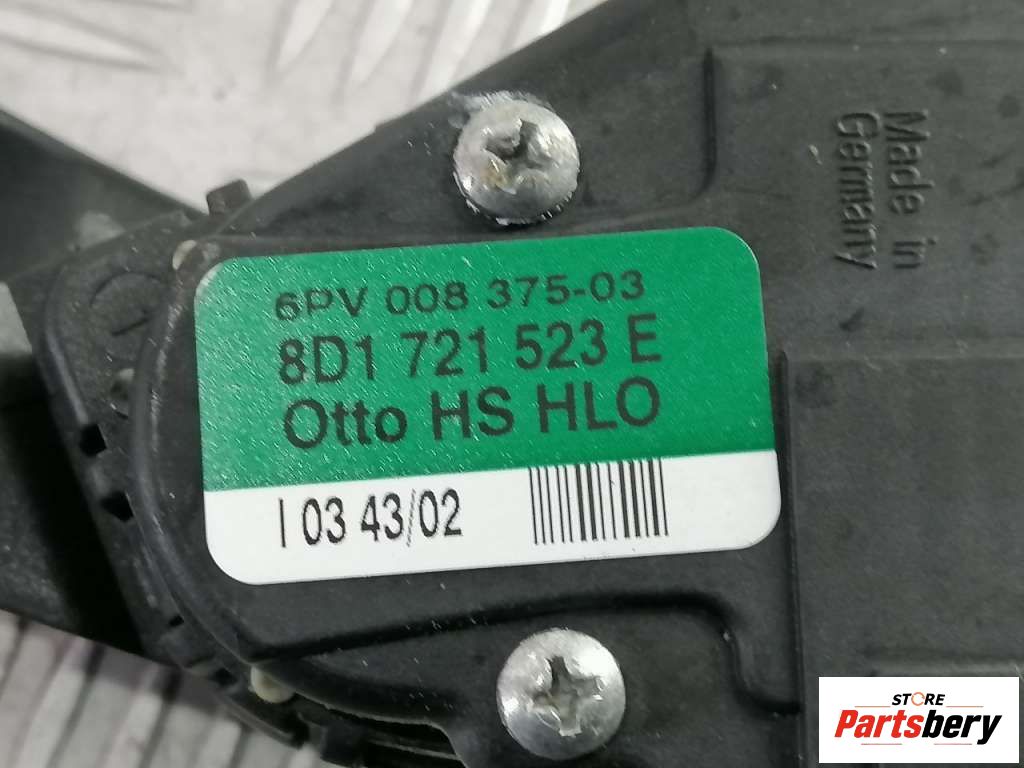 6PV 008 375-03
8D1 721 523 E
Otto HS HLO
I 03 43/02
Made in
Germany
STORE
Partsbery